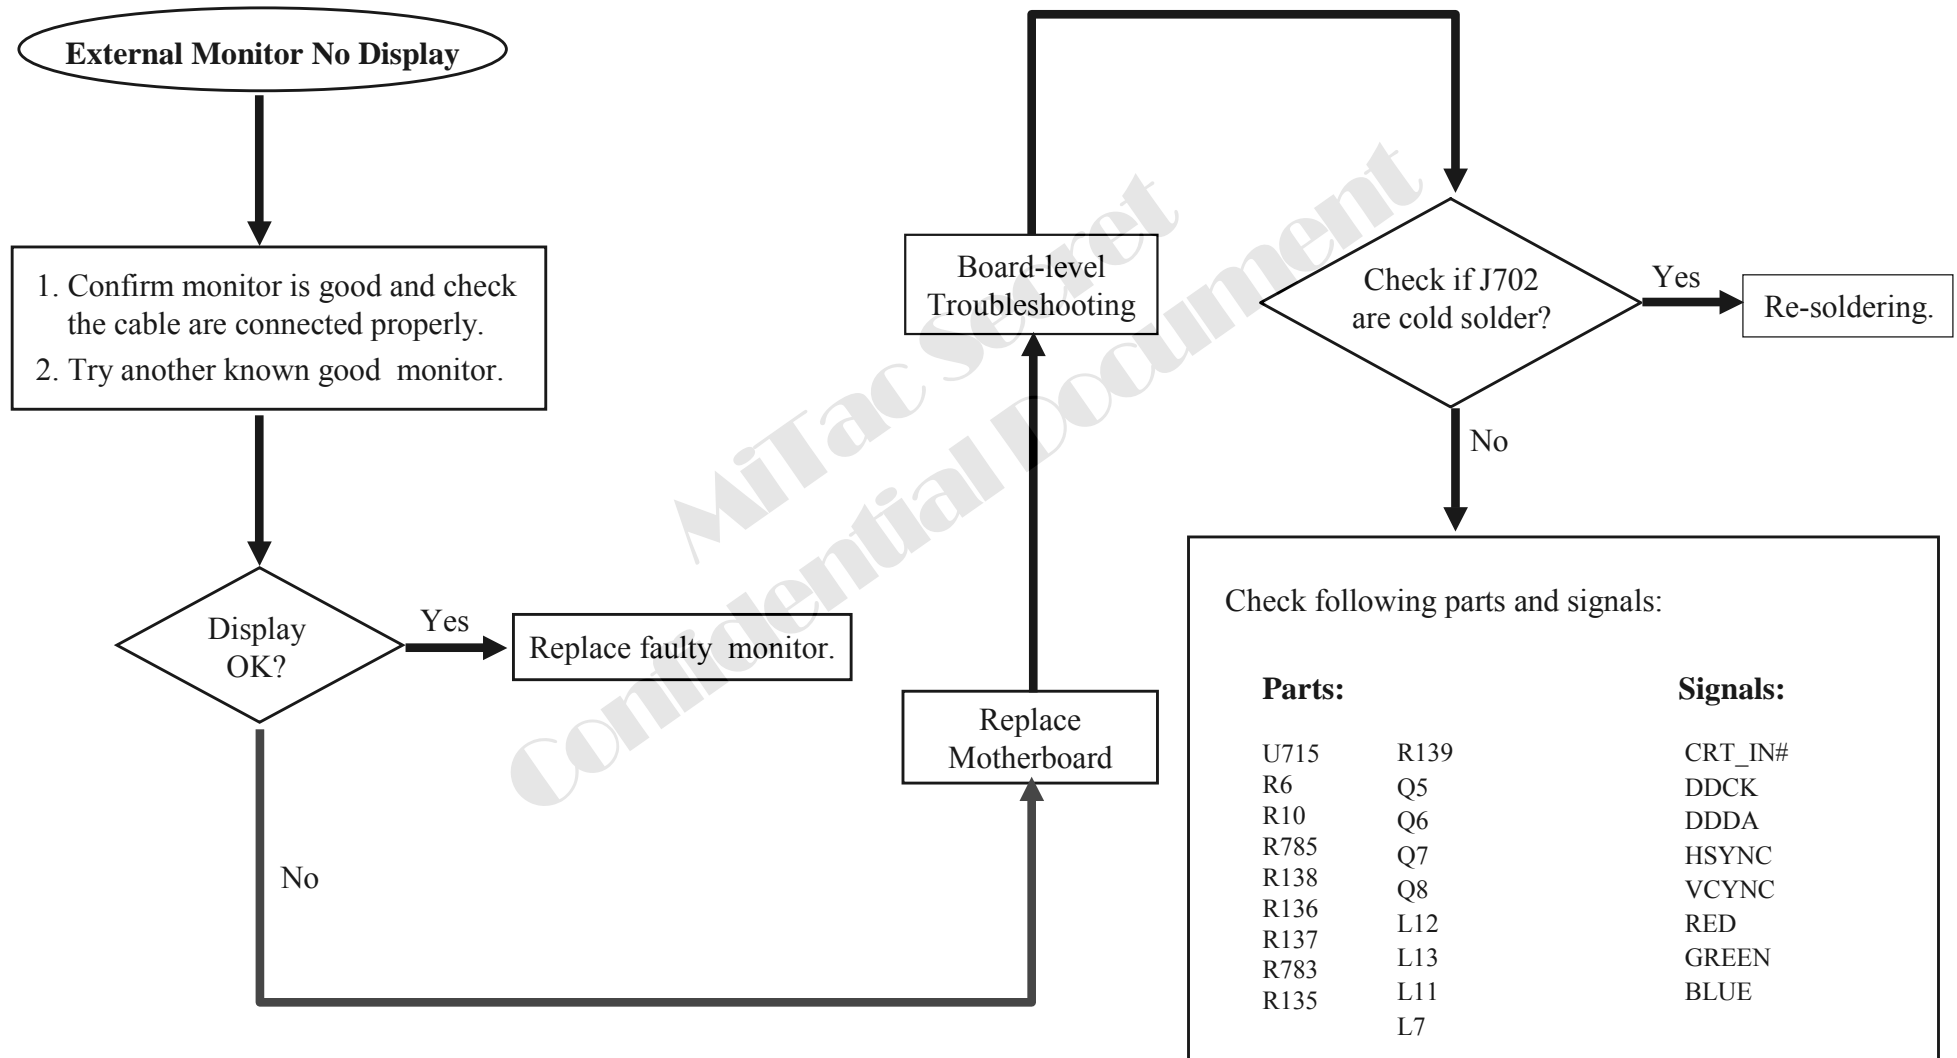 External Monitor No Display
1. Confirm monitor is good and check
the cable are connected properly.
2. Try another known good monitor.
Display
OK?
Yes
Replace faulty monitor.
No
Replace
Motherboard
Board-level
Troubleshooting
Check if J702
are cold solder?
Yes
Re-soldering.
No
Check following parts and signals:
Parts:
U715
R6
R10
R785
R138
R136
R137
R783
R135
R139
Q5
Q6
Q7
Q8
L12
L13
L11
L7
Signals:
CRT_IN#
DDCK
DDDA
HSYNC
VCYNC
RED
GREEN
BLUE
MiTac Secret
Confidential Document